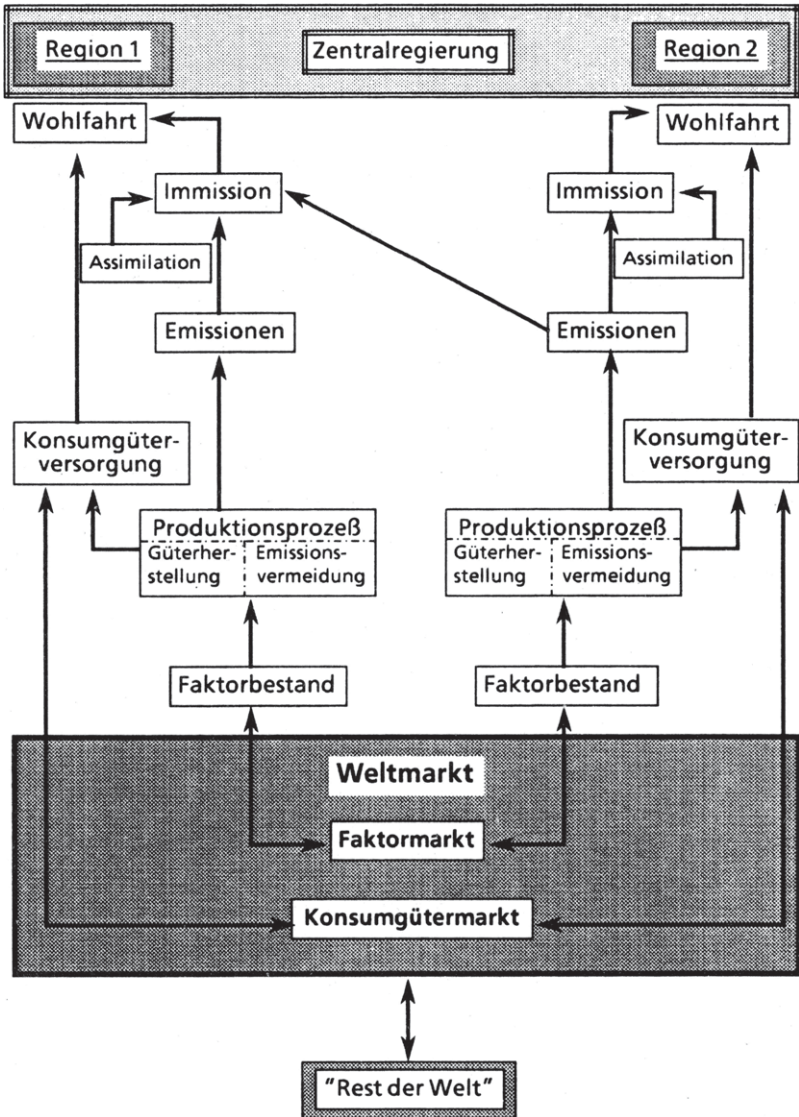 Region 1
Zentralregierung
Region 2
Wohlfahrt
Wohlfahrt
Immission
Immission
Assimilation
Assimilation
Emissionen
Emissionen
Konsumgüter-
versorgung
Konsumgüter-
versorgung
Produktionsprozeß
Güterher-
stellung
Emissions-
vermeidung
Produktionsprozeß
Güterher-
stellung
Emissions-
vermeidung
Faktorbestand
Faktorbestand
Weltmarkt
Faktormarkt
Konsumgütermarkt
"Rest der Welt"